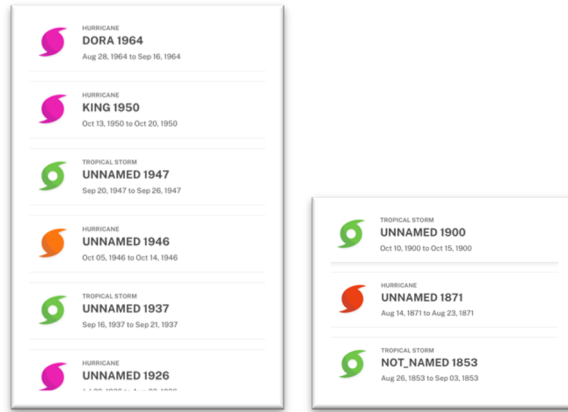 HURRICANE
DORA 1964
Aug 28, 1964 to Sep 16, 1964
HURRICANE
KING 1950
Oct 13, 1950 to Oct 20, 1950
TROPICAL STORM
UNNAMED 1947
Sep 20, 1947 to Sep 26, 1947
HURRICANE
UNNAMED 1946
Oct 05, 1946 to Oct 14, 1946
TROPICAL STORM
UNNAMED 1937
Sep 16, 1937 to Sep 21, 1937
HURRICANE
UNNAMED 1926
TROPICAL STORM
UNNAMED 1900
Oct 10, 1900 to Oct 15, 1900
HURRICANE
UNNAMED 1871
Aug 14, 1871 to Aug 23, 1871
TROPICAL STORM
NOT_NAMED 1853
Aug 26, 1853 to Sep 03, 1853